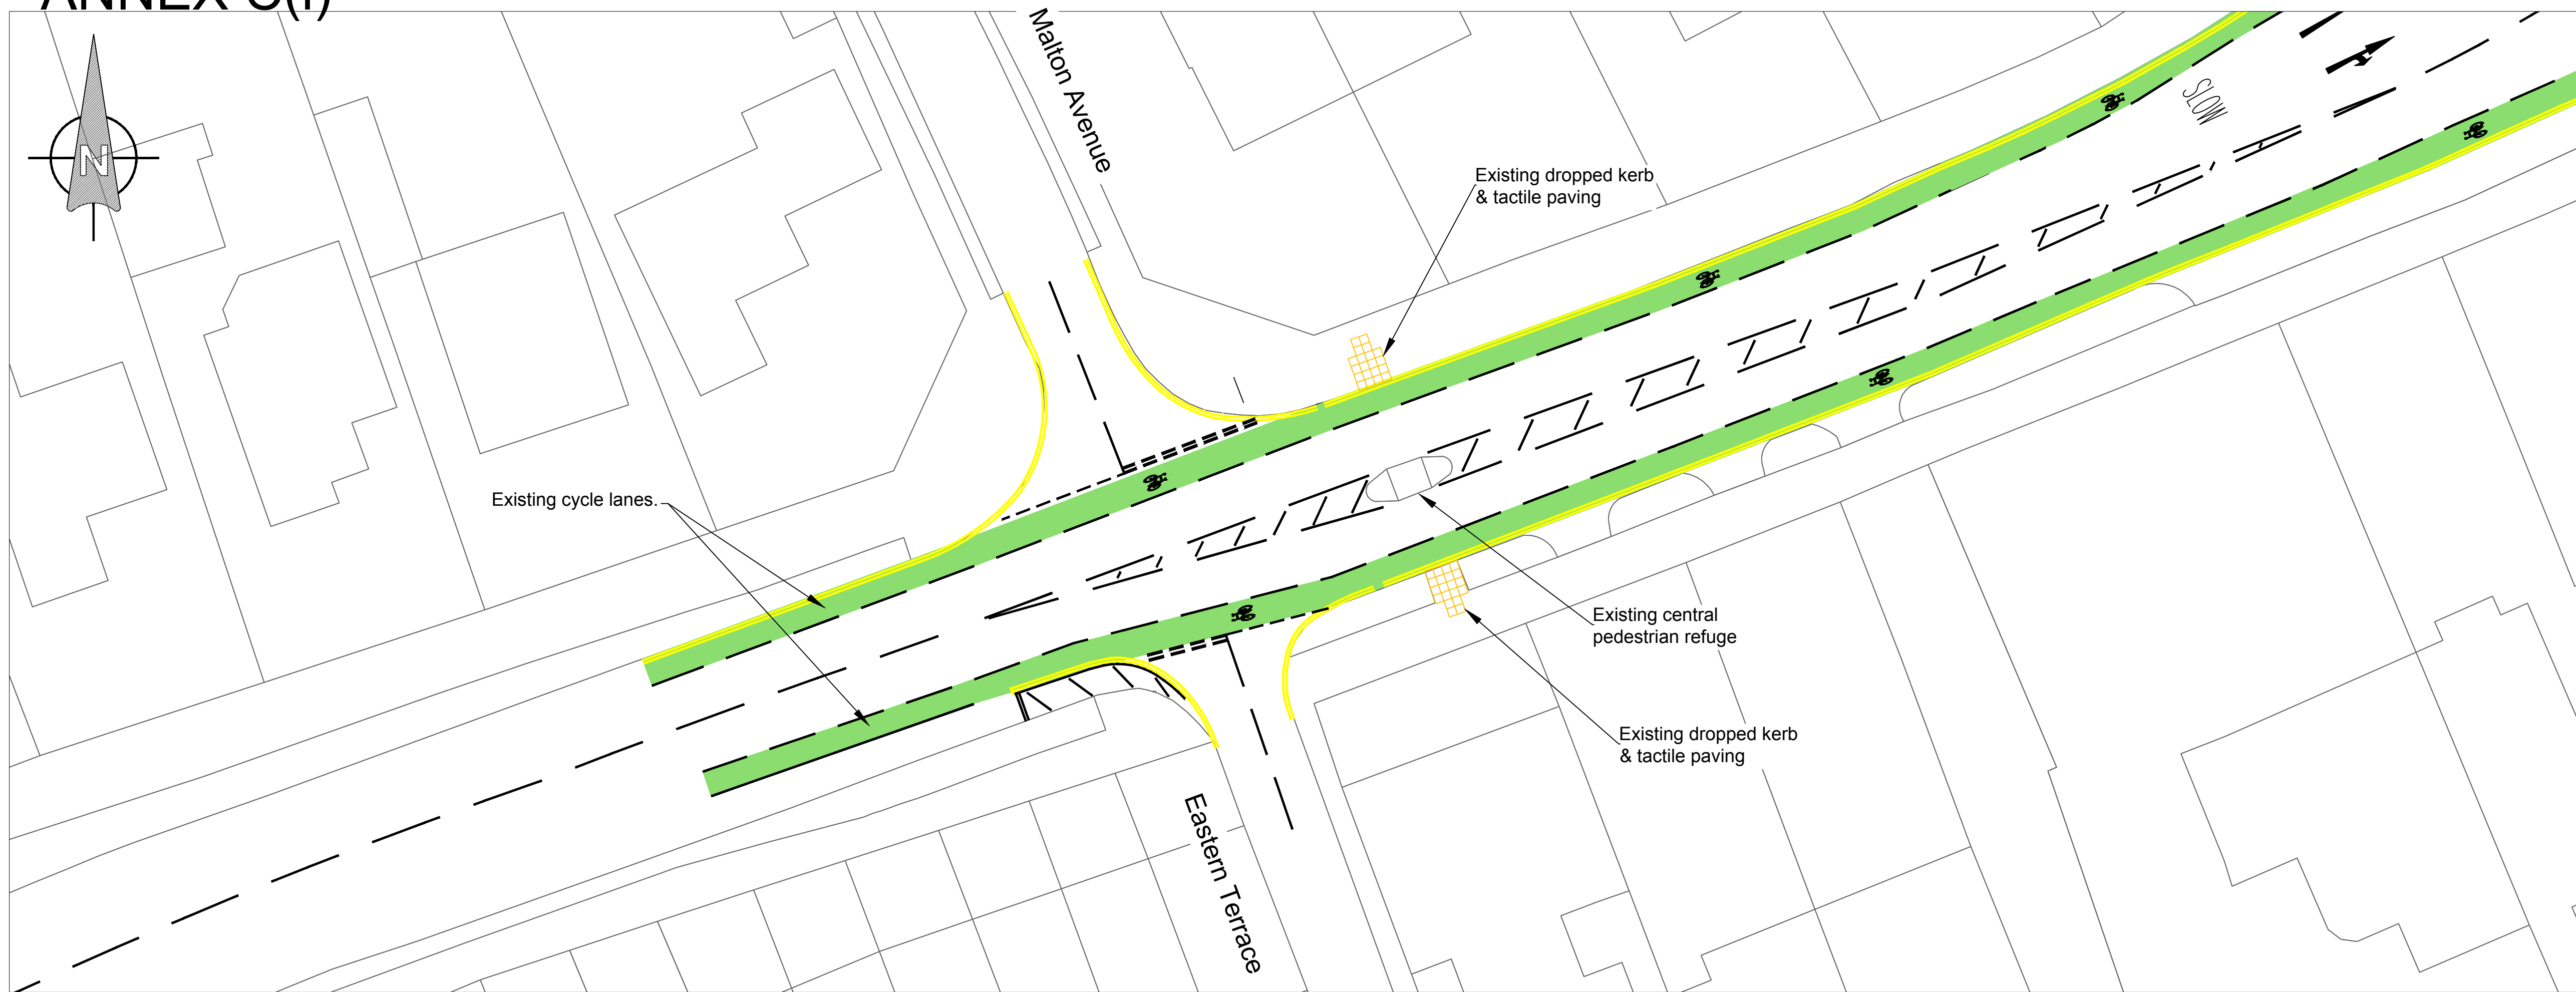 Malton Avenue
N
SLOW
Existing dropped kerb
& tactile paving
Existing cycle lanes.
Existing central
pedestrian refuge
Existing dropped kerb
& tactile paving
Eastern Terrace